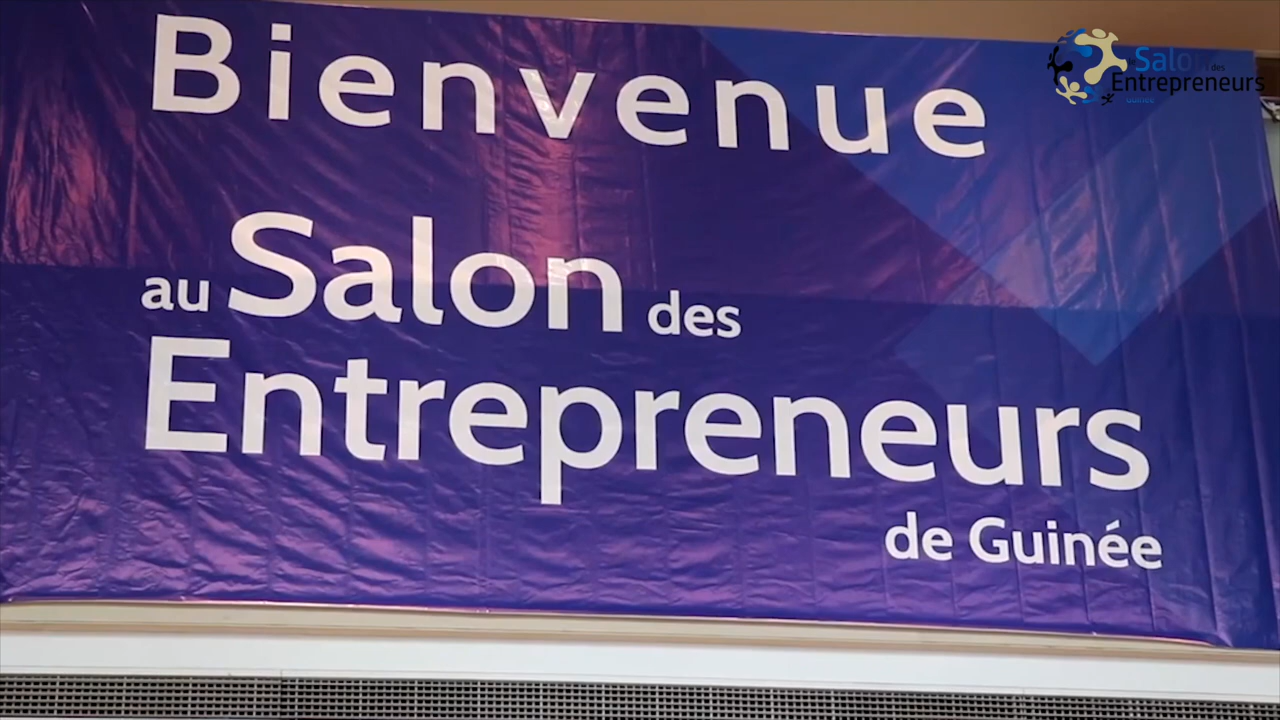 Bienvenue
au Salon des
Entrepreneurs
de Guinée
Salon des
Entrepreneurs
Guinée